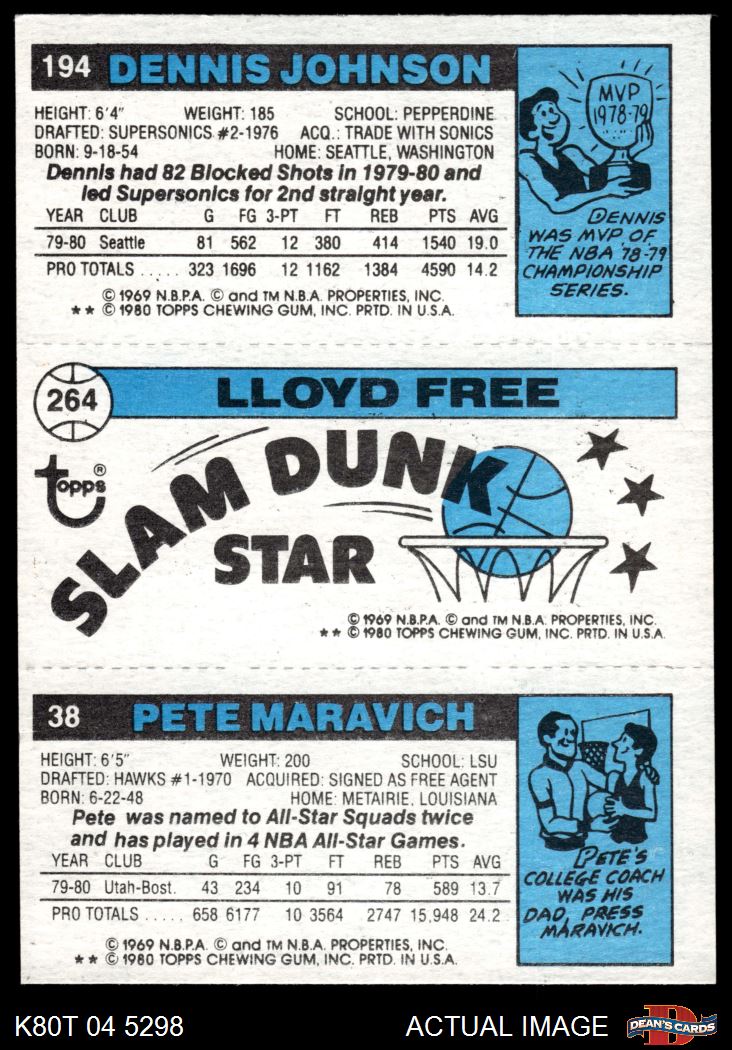 194 DENNIS JOHNSON
HEIGHT: 6'4" WEIGHT: 185 SCHOOL: PEPPERDINE
DRAFTED: SUPERSONICS #2-1976 ACQ.: TRADE WITH SONICS
BORN: 9-18-54 HOME: SEATTLE, WASHINGTON
Dennis had 82 Blocked Shots in 1979-80 and
led Supersonics for 2nd straight year.
YEAR CLUB G FG 3-PT FT REB PTS AVG
79-80 Seattle 81 562 12 380 414 1540 19.0
PRO TOTALS ..... 323 1696 12 1162 1384 4590 14.2
© 1969 N.B.P.A. © and TM N.B.A. PROPERTIES, INC.
★★ © 1980 TOPPS CHEWING GUM, INC. PRTD. IN U.S.A.
MVP
1978-79
DENNIS
WAS MVP OF
THE NBA 78-79
CHAMPIONSHIP
SERIES.
264 LLOYD FREE
Topps®
SLAM DUNK
STAR
© 1969 N.B.P.A. © and TM N.B.A. PROPERTIES, INC.
★★ © 1980 TOPPS CHEWING GUM, INC. PRTD. IN U.S.A.
38 PETE MARAVICH
HEIGHT: 6'5" WEIGHT: 200 SCHOOL: LSU
DRAFTED: HAWKS #1-1970 ACQUIRED: SIGNED AS FREE AGENT
BORN: 6-22-48 HOME: METAIRIE, LOUISIANA
Pete was named to All-Star Squads twice
and has played in 4 NBA All-Star Games.
YEAR CLUB G FG 3-PT FT REB PTS AVG
79-80 Utah-Bost. 43 234 10 91 78 589 13.7
PRO TOTALS ..... 658 6177 10 3564 2747 15,948 24.2
© 1969 N.B.P.A. © and TM N.B.A. PROPERTIES, INC.
★★ © 1980 TOPPS CHEWING GUM, INC. PRTD. IN U.S.A.
PETE'S
COLLEGE COACH
WAS HIS
DAD, PRESS
MARAVICH.
K80T 04 5298 ACTUAL IMAGE
D
DEAN'S CARDS